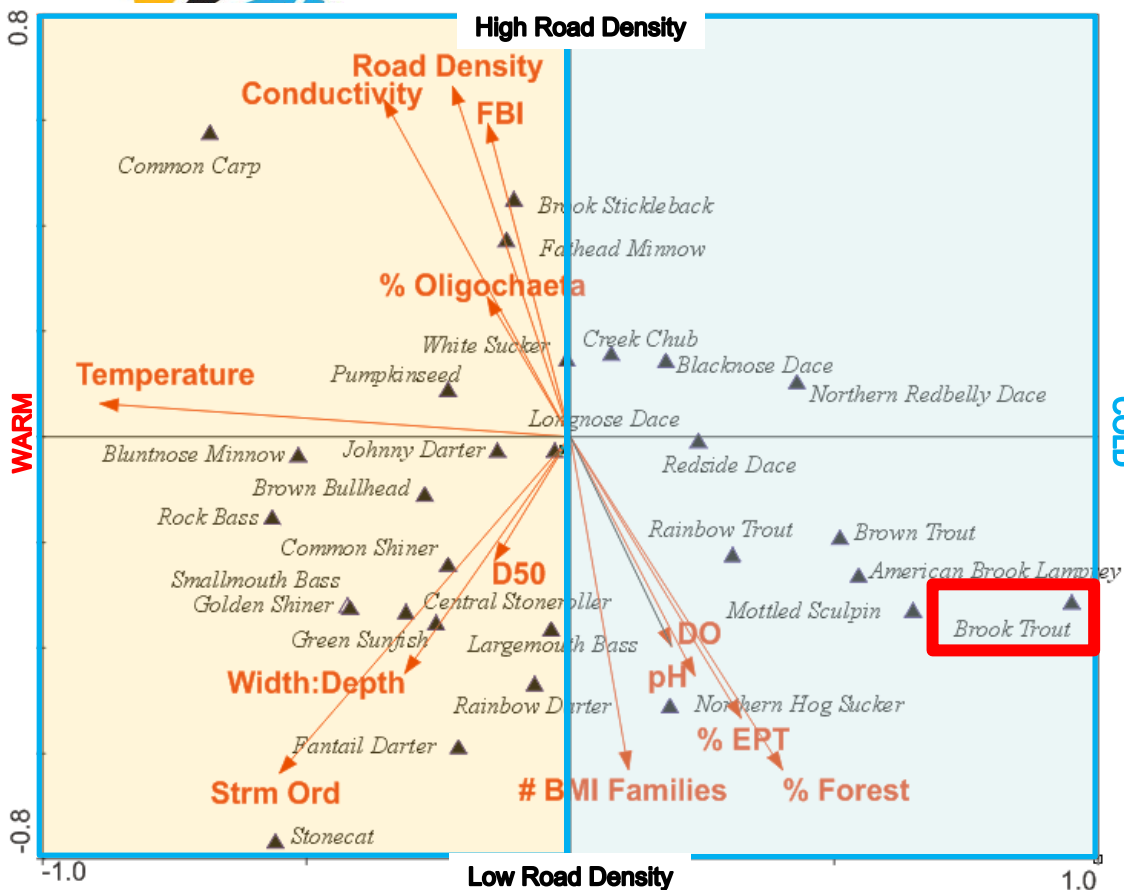 0.8
High Road Density
Road Density
Conductivity
FBI
Common Carp
Brook Stickleback
Fathead Minnow
% Oligochaeta
White Sucker
Creek Chub
Blacknose Dace
Temperature
Pumpkinseed
Northern Redbelly Dace
Longnose Dace
WARM
COLD
Bluntnose Minnow
Johnny Darter
Redside Dace
Brown Bullhead
Rock Bass
Rainbow Trout
Brown Trout
Common Shiner
D50
American Brook Lamprey
Smallmouth Bass
Golden Shiner
Central Stoneroller
Mottled Sculpin
Brook Trout
Green Sunfish
Largemouth Bass
DO
Width:Depth
pH
Rainbow Darter
Northern Hog Sucker
Fantail Darter
% EPT
Strm Ord
# BMI Families
% Forest
Stonecat
-0.8
-1.0
Low Road Density
1.0